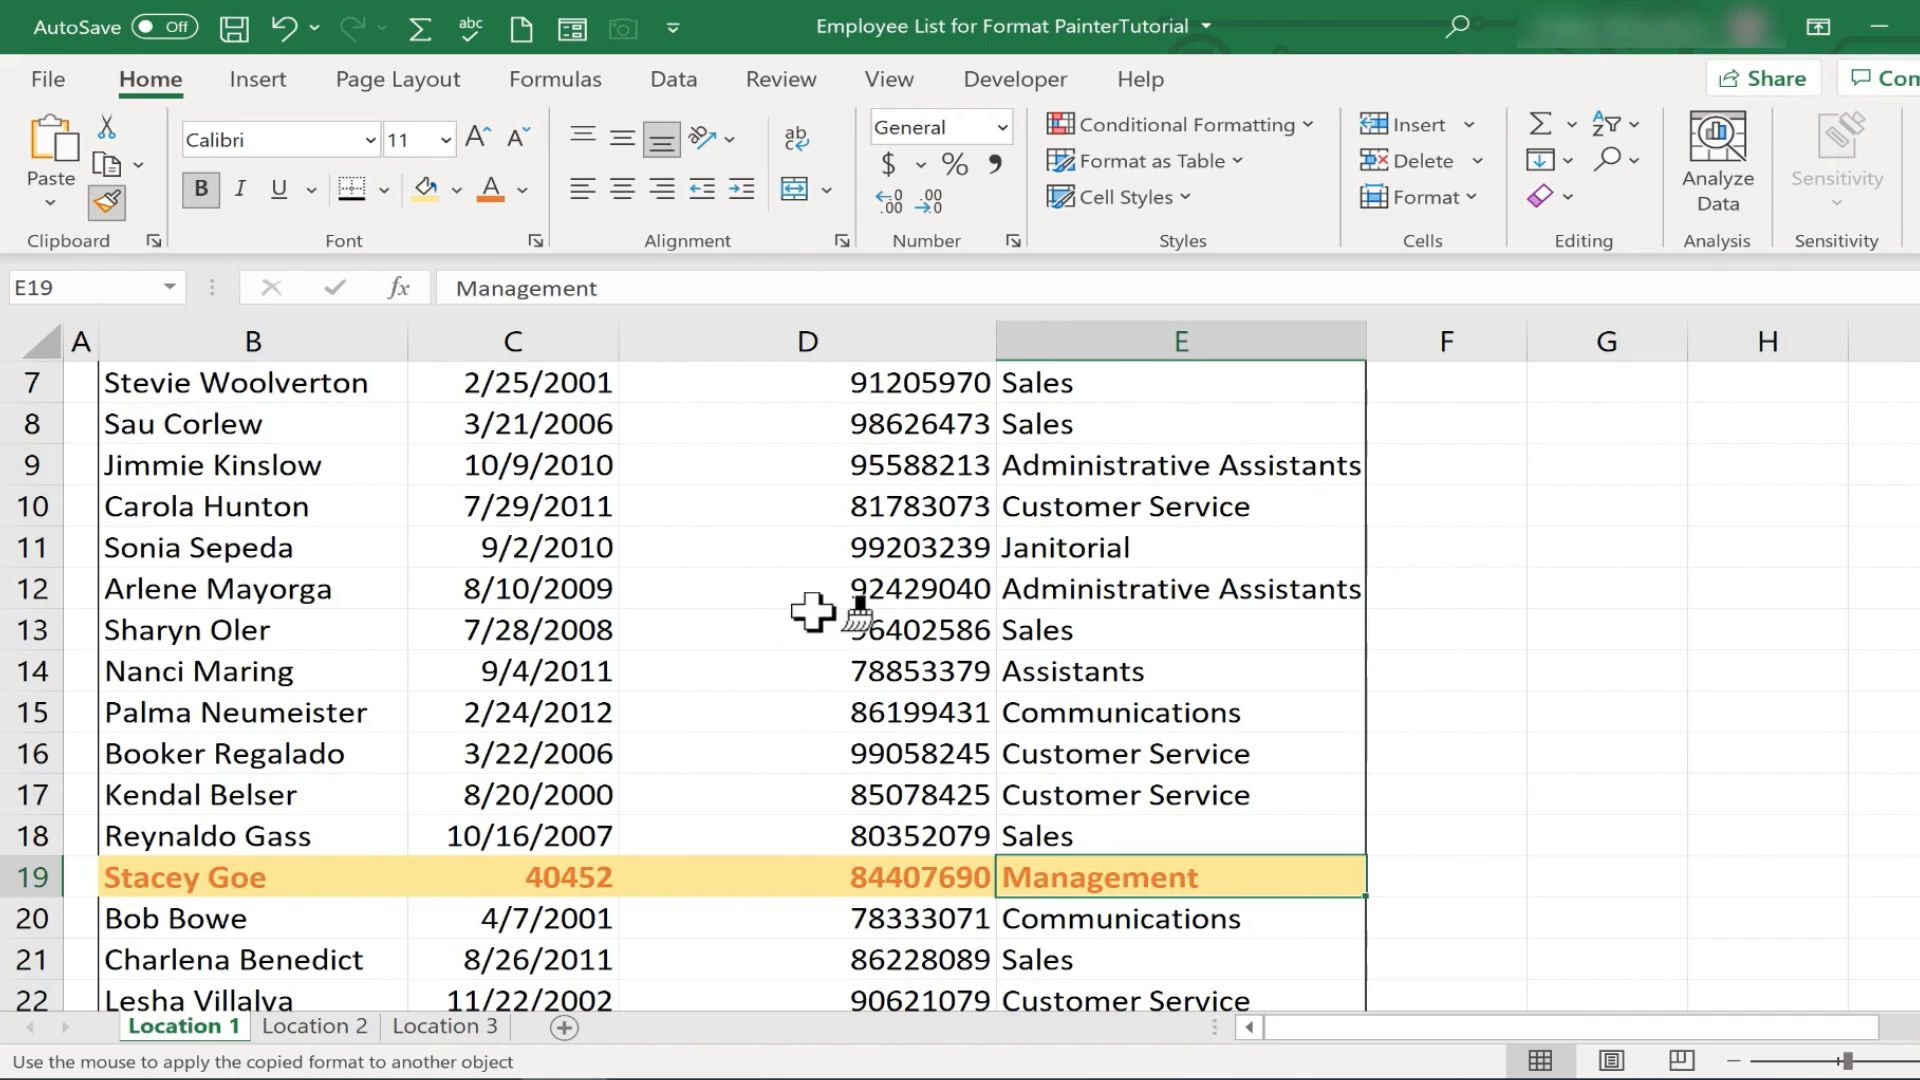 AutoSave Off abc Employee List for Format PainterTutorial
File Home Insert Page Layout Formulas Data Review View Developer Help Share Com
Paste
Calibri 11 A A
B I U A
ab
c
General
$ % 9
.00 .00
Conditional Formatting
Format as Table
Cell Styles
Insert
Delete
Format
Σ A Z
Analyze
Data
Sensitivity
Clipboard Font Alignment Number Styles Cells Editing Analysis Sensitivity
E19 fx Management
A B C D E F G H
7 Stevie Woolverton 2/25/2001 91205970 Sales
8 Sau Corlew 3/21/2006 98626473 Sales
9 Jimmie Kinslow 10/9/2010 95588213 Administrative Assistants
10 Carola Hunton 7/29/2011 81783073 Customer Service
11 Sonia Sepeda 9/2/2010 99203239 Janitorial
12 Arlene Mayorga 8/10/2009 92429040 Administrative Assistants
13 Sharyn Oler 7/28/2008 96402586 Sales
14 Nanci Maring 9/4/2011 78853379 Assistants
15 Palma Neumeister 2/24/2012 86199431 Communications
16 Booker Regalado 3/22/2006 99058245 Customer Service
17 Kendal Belser 8/20/2000 85078425 Customer Service
18 Reynaldo Gass 10/16/2007 80352079 Sales
19 Stacey Goe 40452 84407690 Management
20 Bob Bowe 4/7/2001 78333071 Communications
21 Charlena Benedict 8/26/2011 86228089 Sales
22 Lesha Villalva 11/22/2002 90621079 Customer Service
Location 1 Location 2 Location 3
Use the mouse to apply the copied format to another object